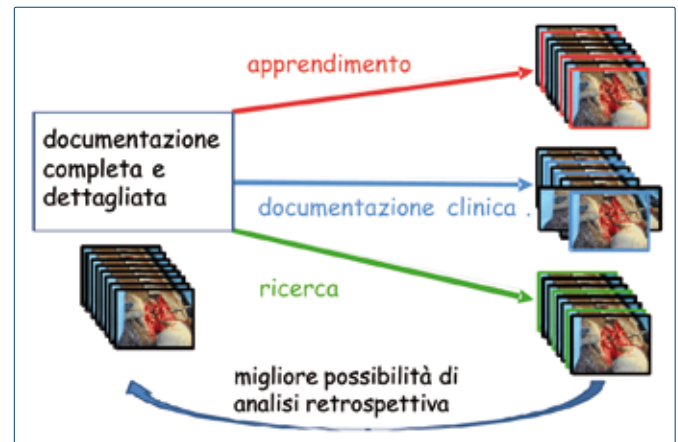 apprendimento
documentazione
completa e
dettagliata
documentazione clinica .
ricerca
migliore possibilità di
analisi retrospettiva